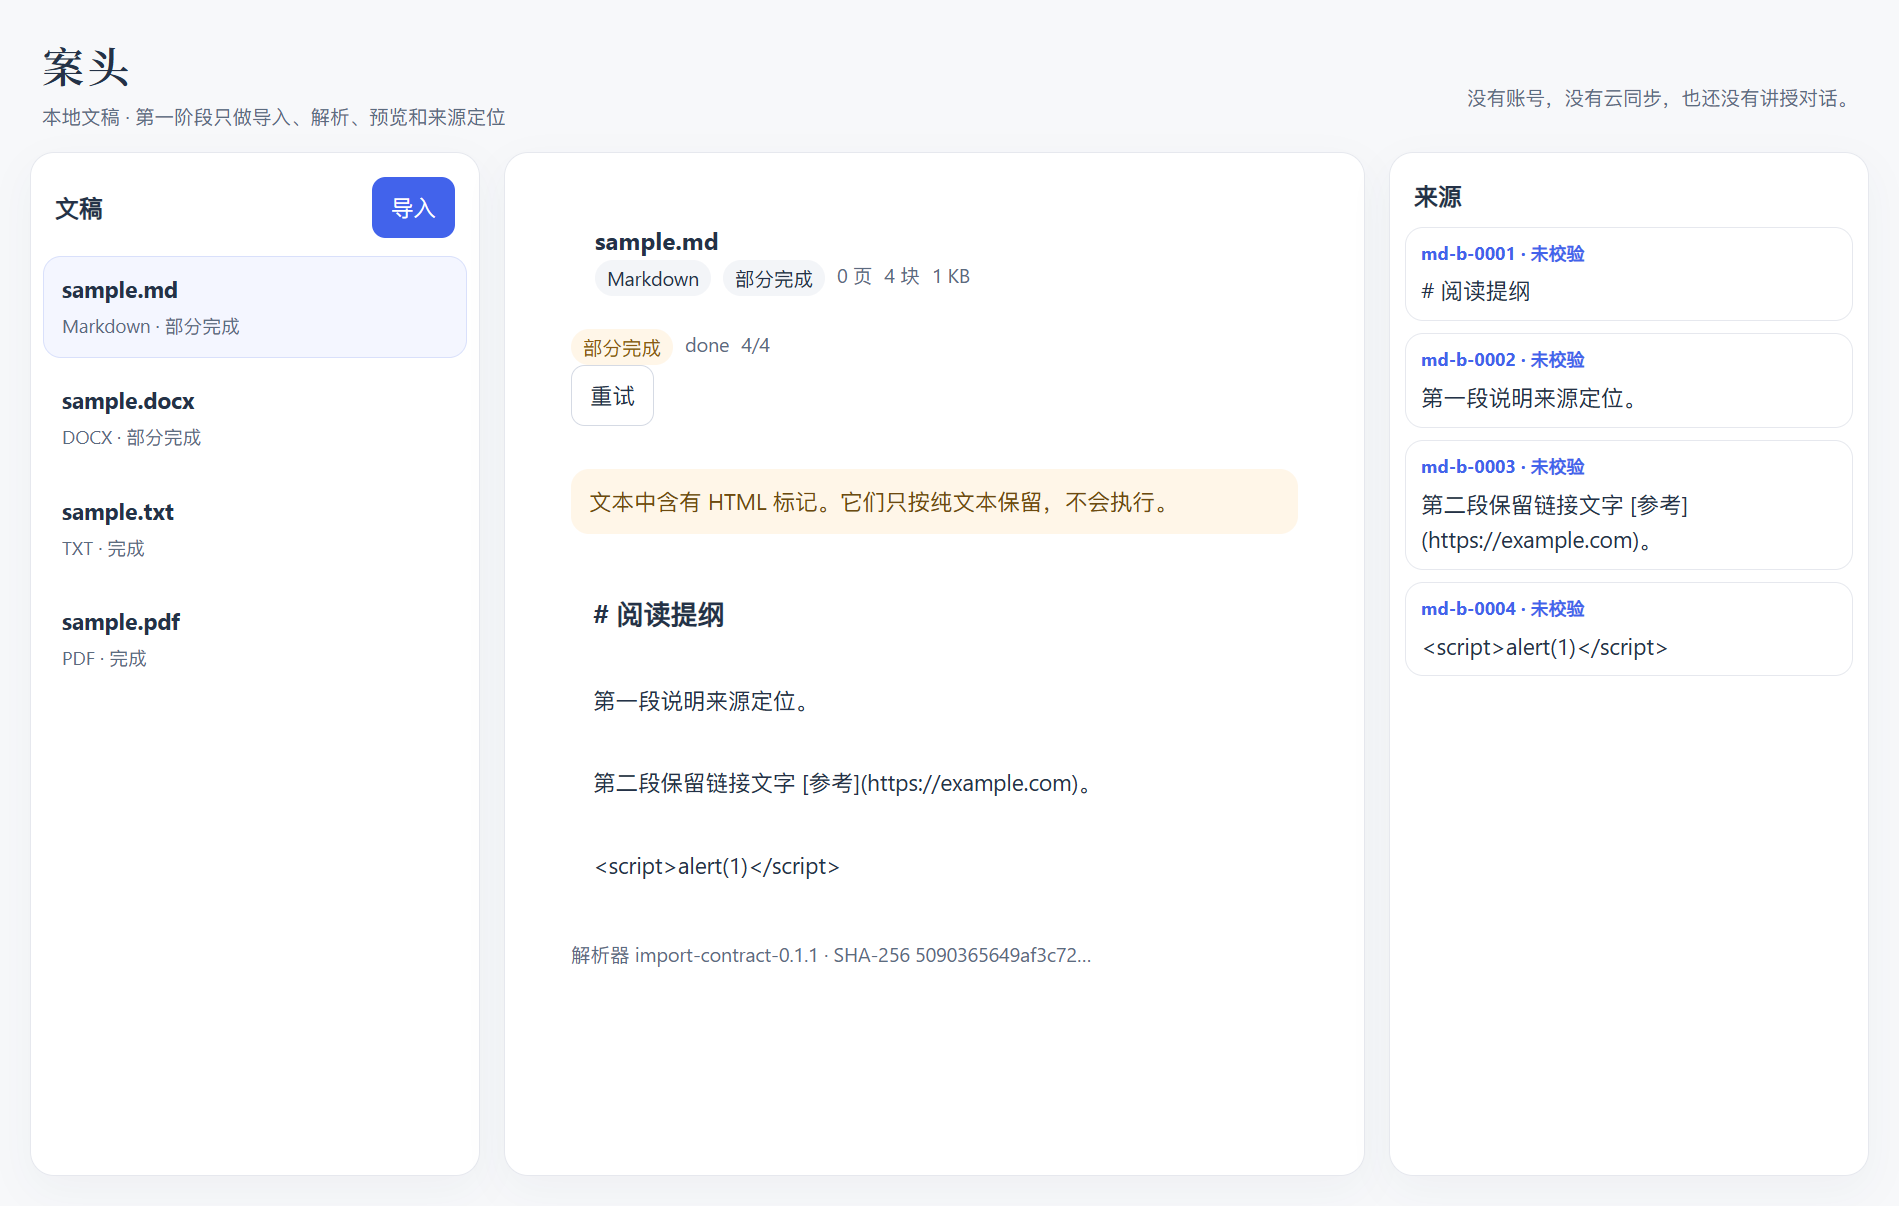 案头
本地文稿 · 第一阶段只做导入、解析、预览和来源定位
没有账号，没有云同步，也还没有讲授对话。
文稿
导入
sample.md
Markdown · 部分完成
sample.docx
DOCX · 部分完成
sample.txt
TXT · 完成
sample.pdf
PDF · 完成
sample.md
Markdown 部分完成 0 页 4 块 1 KB
部分完成 done 4/4
重试
文本中含有 HTML 标记。它们只按纯文本保留，不会执行。
# 阅读提纲
第一段说明来源定位。
第二段保留链接文字 [参考](https://example.com)。
<script>alert(1)</script>
解析器 import-contract-0.1.1 · SHA-256 5090365649af3c72…
来源
md-b-0001 · 未校验
# 阅读提纲
md-b-0002 · 未校验
第一段说明来源定位。
md-b-0003 · 未校验
第二段保留链接文字 [参考]
(https://example.com)。
md-b-0004 · 未校验
<script>alert(1)</script>